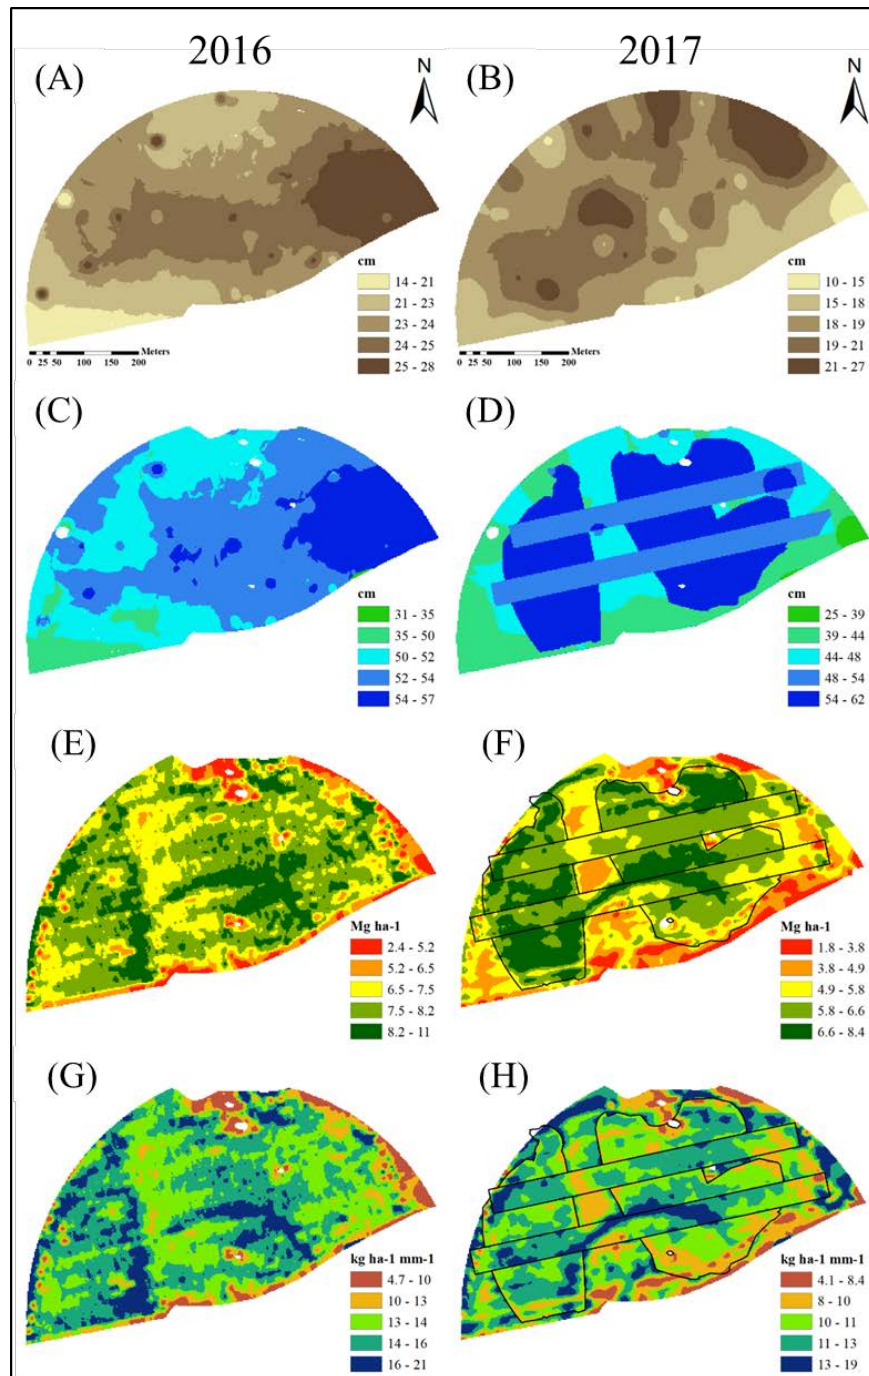 2016
2017
(A)
N
(B)
N
cm
14 - 21
21 - 23
23 - 24
24 - 25
25 - 28
Meters
0 25 50 100 150 200
cm
10 - 15
15 - 18
18 - 19
19 - 21
21 - 27
Meters
0 25 50 100 150 200
(C)
(D)
cm
31 - 35
35 - 50
50 - 52
52 - 54
54 - 57
cm
25 - 39
39 - 44
44- 48
48 - 54
54 - 62
(E)
(F)
Mg ha-1
2.4 - 5.2
5.2 - 6.5
6.5 - 7.5
7.5 - 8.2
8.2 - 11
Mg ha-1
1.8 - 3.8
3.8 - 4.9
4.9 - 5.8
5.8 - 6.6
6.6 - 8.4
(G)
(H)
kg ha-1 mm-1
4.7 - 10
10 - 13
13 - 14
14 - 16
16 - 21
kg ha-1 mm-1
4.1 - 8.4
8 - 10
10 - 11
11 - 13
13 - 19